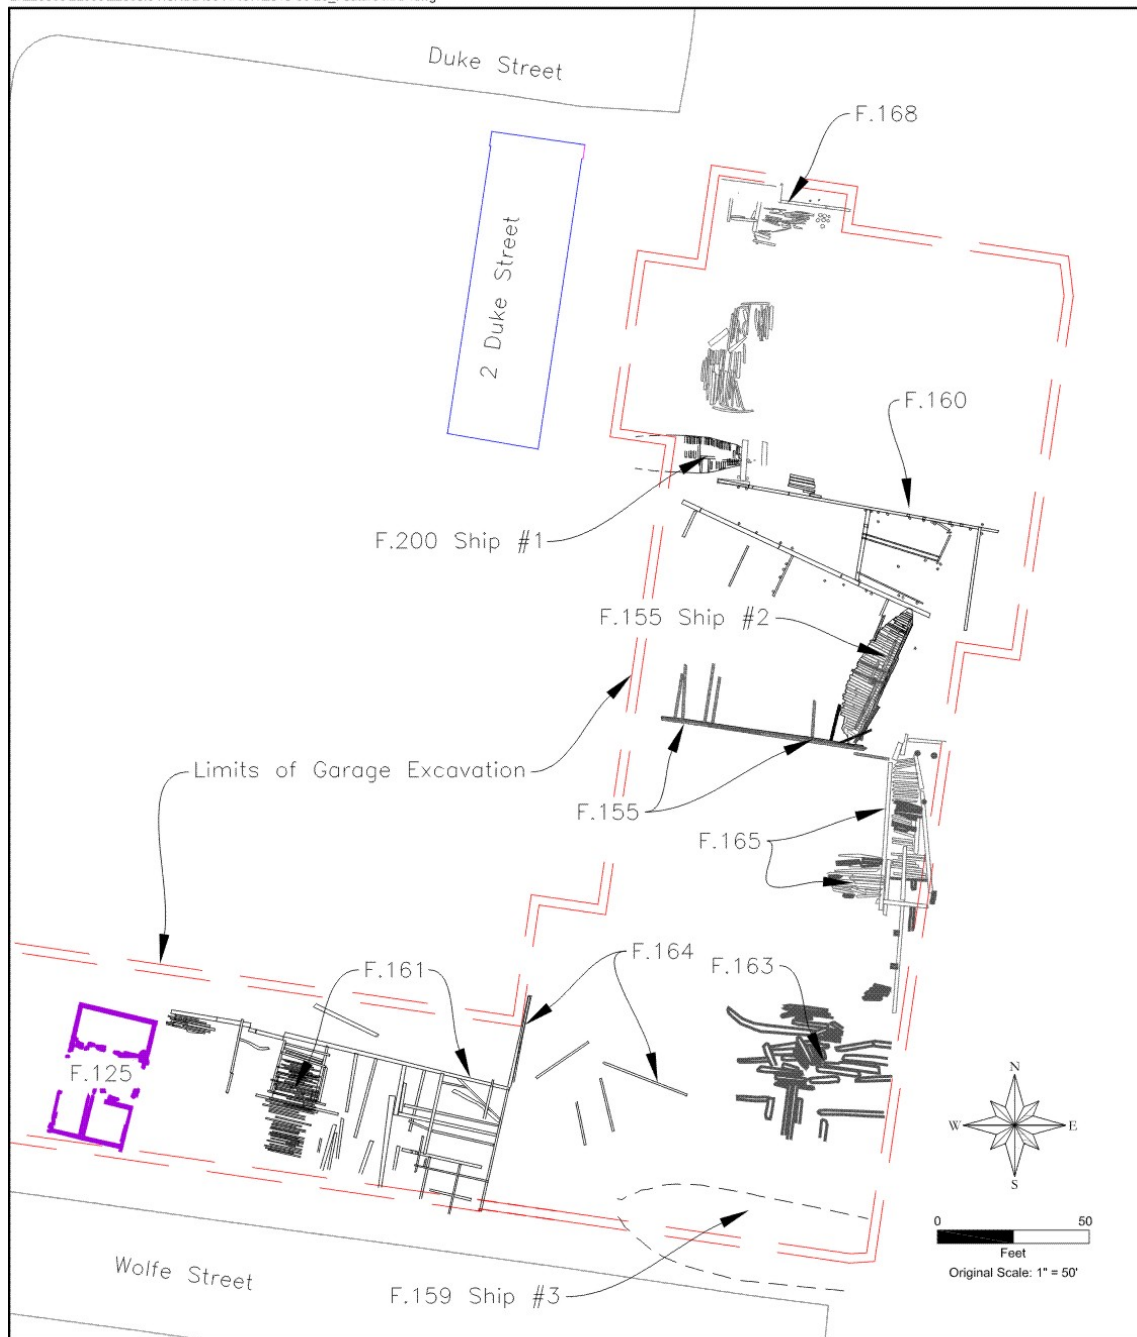 Duke Street
F.168
2 Duke Street
F.160
F.200 Ship #1
F.155 Ship #2
Limits of Garage Excavation
F.155
F.165
F.161
F.164
F.163
F.125
N
W
E
S
0
50
Feet
Original Scale: 1" = 50'
Wolfe Street
F.159 Ship #3